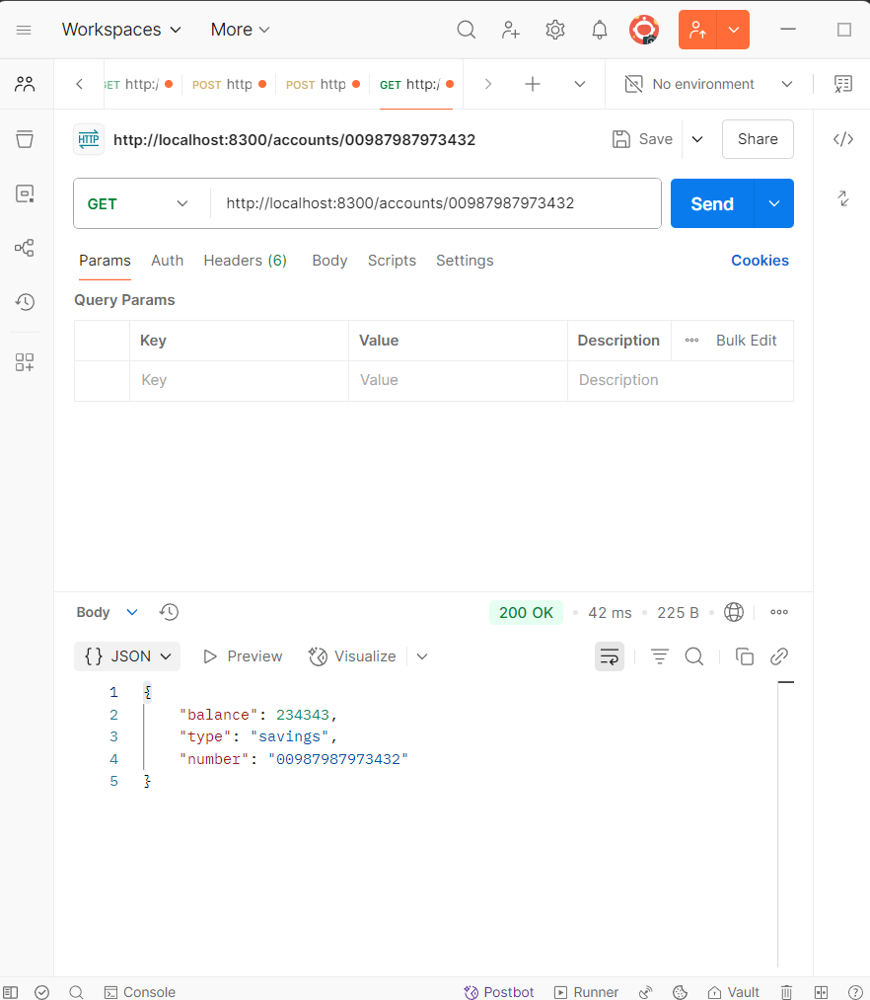 Workspaces More
GET http:/ POST http POST http GET http:/ No environment
HTTP http://localhost:8300/accounts/00987987973432 Save Share
GET http://localhost:8300/accounts/00987987973432 Send
Params Auth Headers (6) Body Scripts Settings Cookies
Query Params
Key Value Description Bulk Edit
Key Value Description
Body 200 OK 42 ms 225 B
{} JSON Preview Visualize
1 {
2 "balance": 234343,
3 "type": "savings",
4 "number": "00987987973432"
5 }
Console Postbot Runner Vault